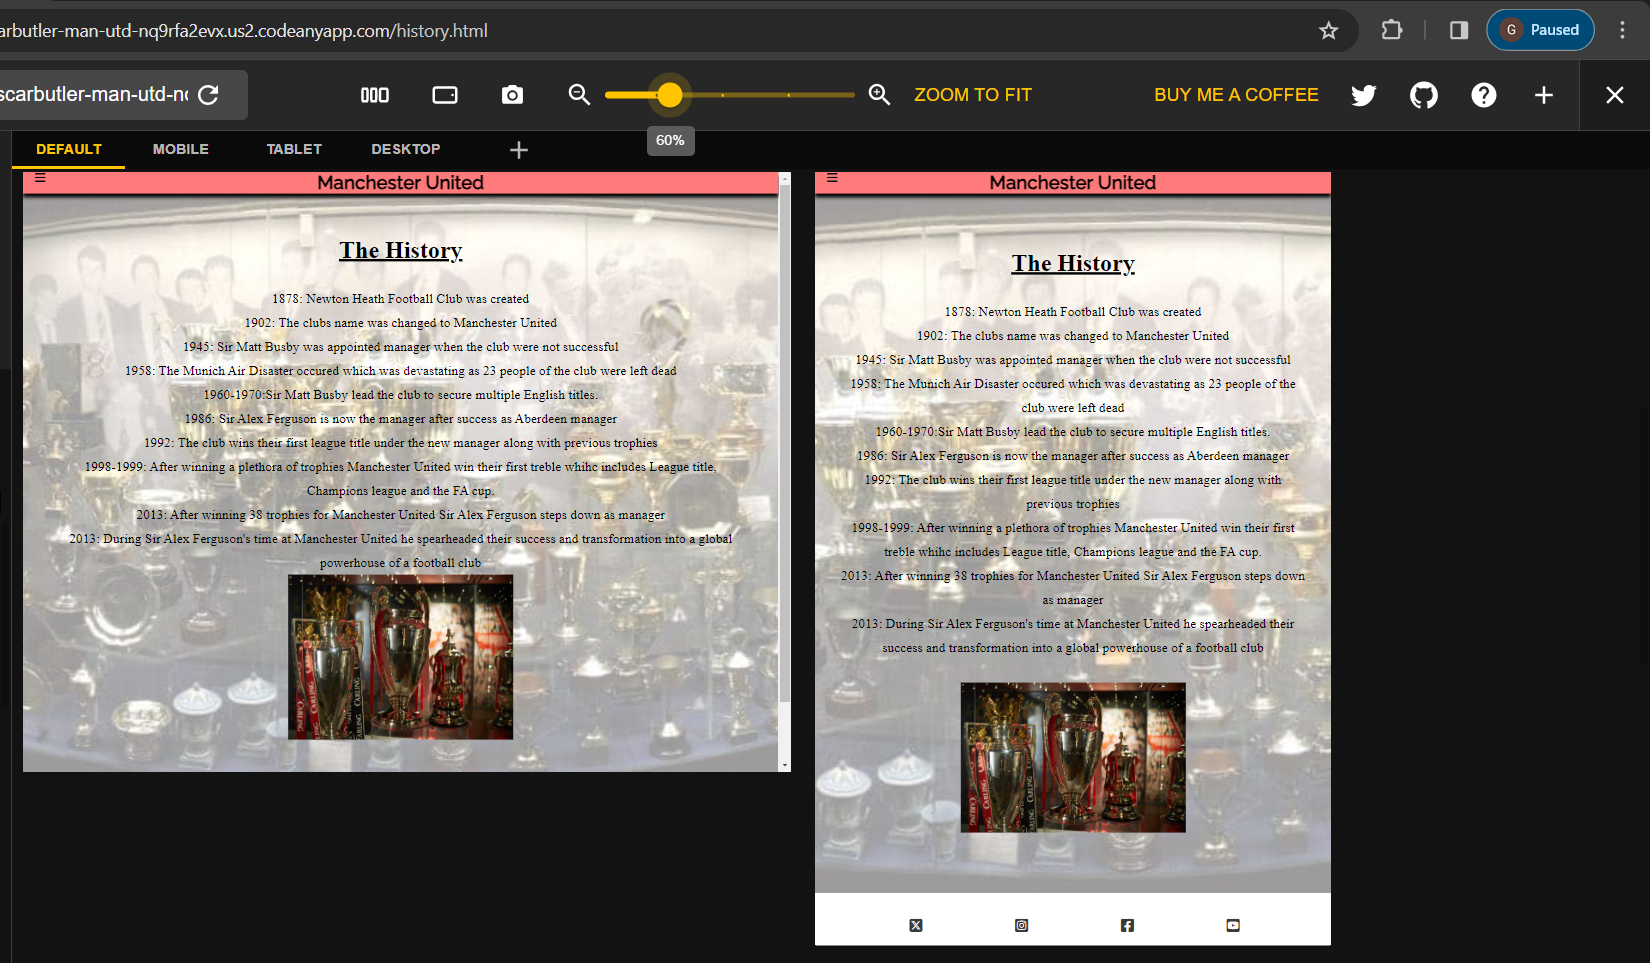 arbutler-man-utd-nq9rfa2evx.us2.codeanyapp.com/history.html
G Paused
scarbutler-man-utd-nq
ZOOM TO FIT
BUY ME A COFFEE
60%
DEFAULT MOBILE TABLET DESKTOP
Manchester United
The History
1878: Newton Heath Football Club was created
1902: The clubs name was changed to Manchester United
1945: Sir Matt Busby was appointed manager when the club were not successful
1958: The Munich Air Disaster occured which was devastating as 23 people of the club were left dead
1960-1970:Sir Matt Busby lead the club to secure multiple English titles.
1986: Sir Alex Ferguson is now the manager after success as Aberdeen manager
1992: The club wins their first league title under the new manager along with previous trophies
1998-1999: After winning a plethora of trophies Manchester United win their first treble whihc includes League title,
Champions league and the FA cup.
2013: After winning 38 trophies for Manchester United Sir Alex Ferguson steps down as manager
2013: During Sir Alex Ferguson's time at Manchester United he spearheaded their success and transformation into a global
powerhouse of a football club
CARLING
Manchester United
The History
1878: Newton Heath Football Club was created
1902: The clubs name was changed to Manchester United
1945: Sir Matt Busby was appointed manager when the club were not successful
1958: The Munich Air Disaster occured which was devastating as 23 people of the
club were left dead
1960-1970:Sir Matt Busby lead the club to secure multiple English titles.
1986: Sir Alex Ferguson is now the manager after success as Aberdeen manager
1992: The club wins their first league title under the new manager along with
previous trophies
1998-1999: After winning a plethora of trophies Manchester United win their first
treble whihc includes League title, Champions league and the FA cup.
2013: After winning 38 trophies for Manchester United Sir Alex Ferguson steps down
as manager
2013: During Sir Alex Ferguson's time at Manchester United he spearheaded their
success and transformation into a global powerhouse of a football club
CARLING